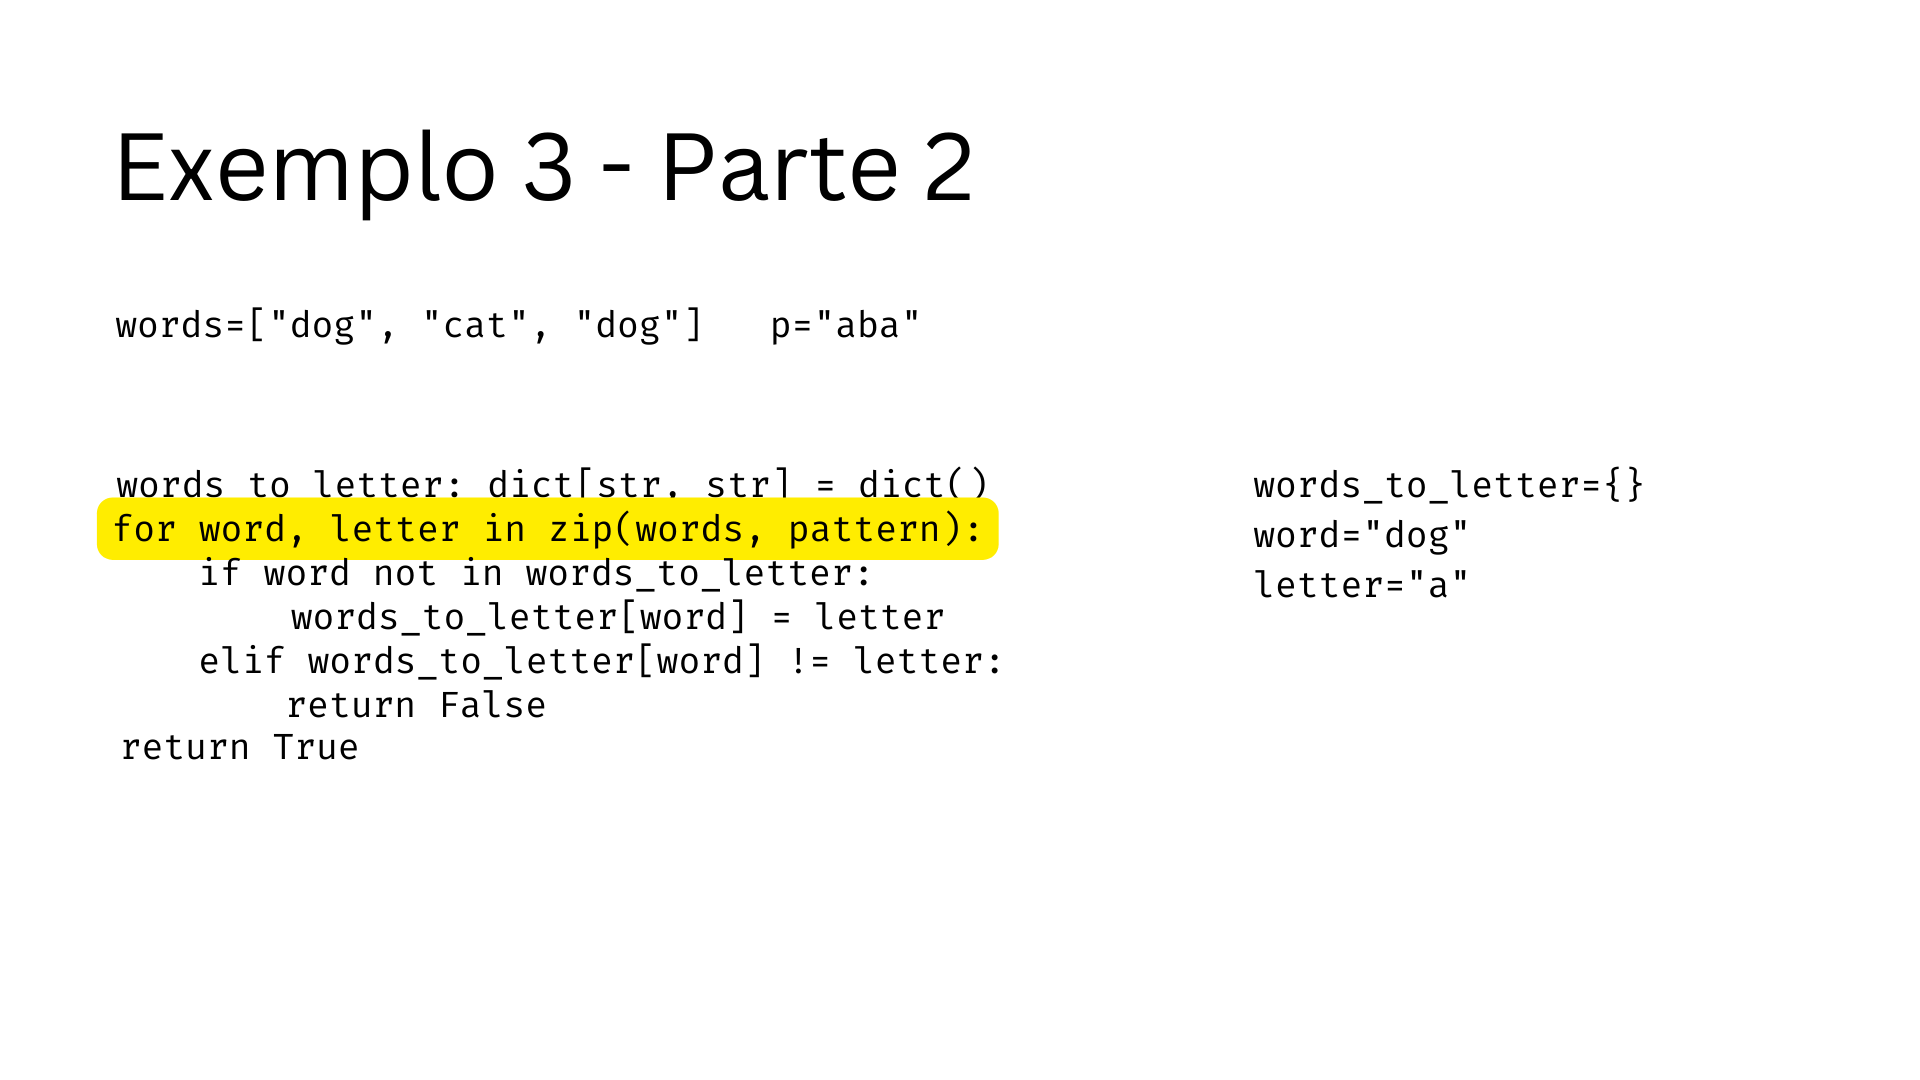 Exemplo 3 - Parte 2
words=["dog", "cat", "dog"]   p="aba"
words_to_letter: dict[str, str] = dict()
for word, letter in zip(words, pattern):
    if word not in words_to_letter:
        words_to_letter[word] = letter
    elif words_to_letter[word] != letter:
        return False
return True
words_to_letter={}
word="dog"
letter="a"